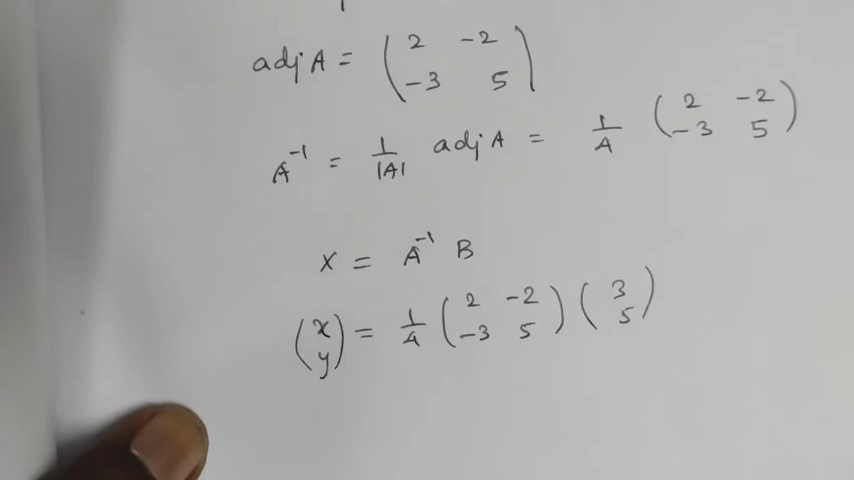 adj A = ( 2 -2
-3 5 )
A⁻¹ = 1/|A| adj A = 1/4 ( 2 -2
-3 5 )
X = A⁻¹ B
( x
y ) = 1/4 ( 2 -2
-3 5 ) ( 3
5 )